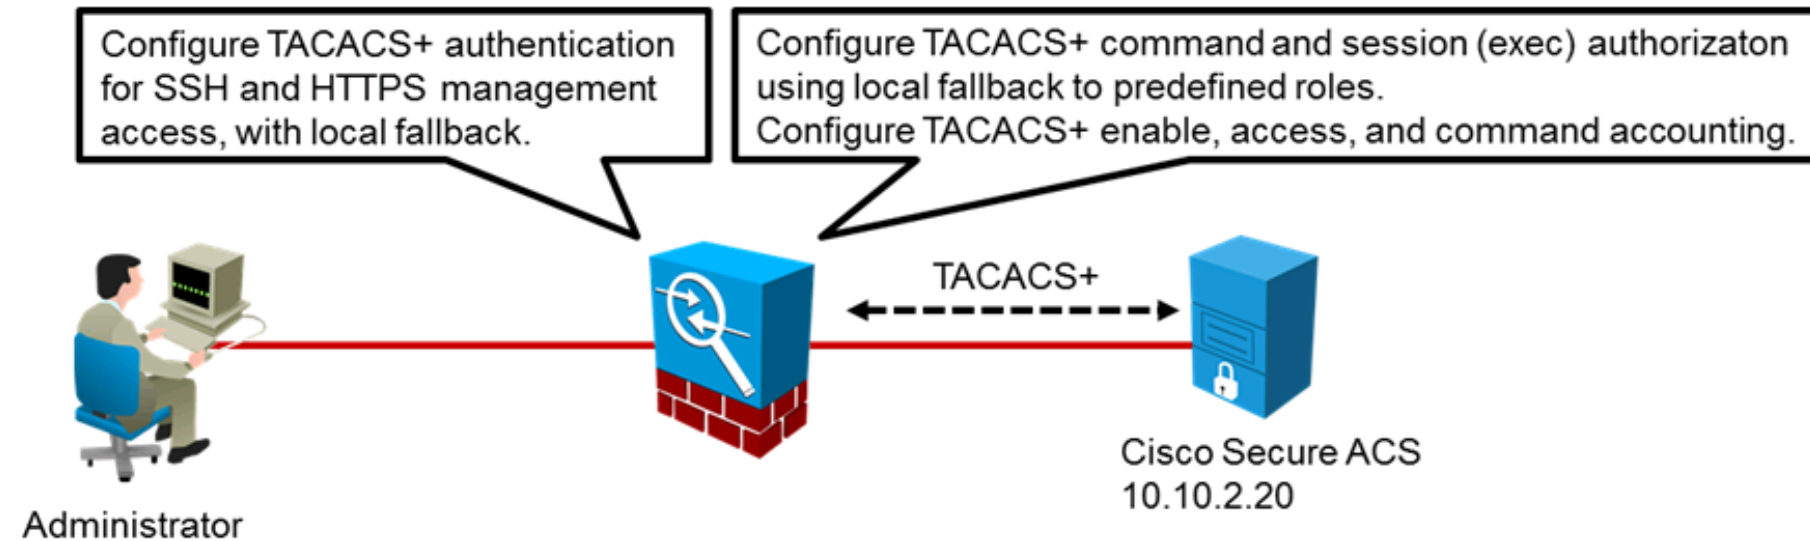 Configure TACACS+ authentication
for SSH and HTTPS management
access, with local fallback.
Configure TACACS+ command and session (exec) authorizaton
using local fallback to predefined roles.
Configure TACACS+ enable, access, and command accounting.
TACACS+
Cisco Secure ACS
10.10.2.20
Administrator